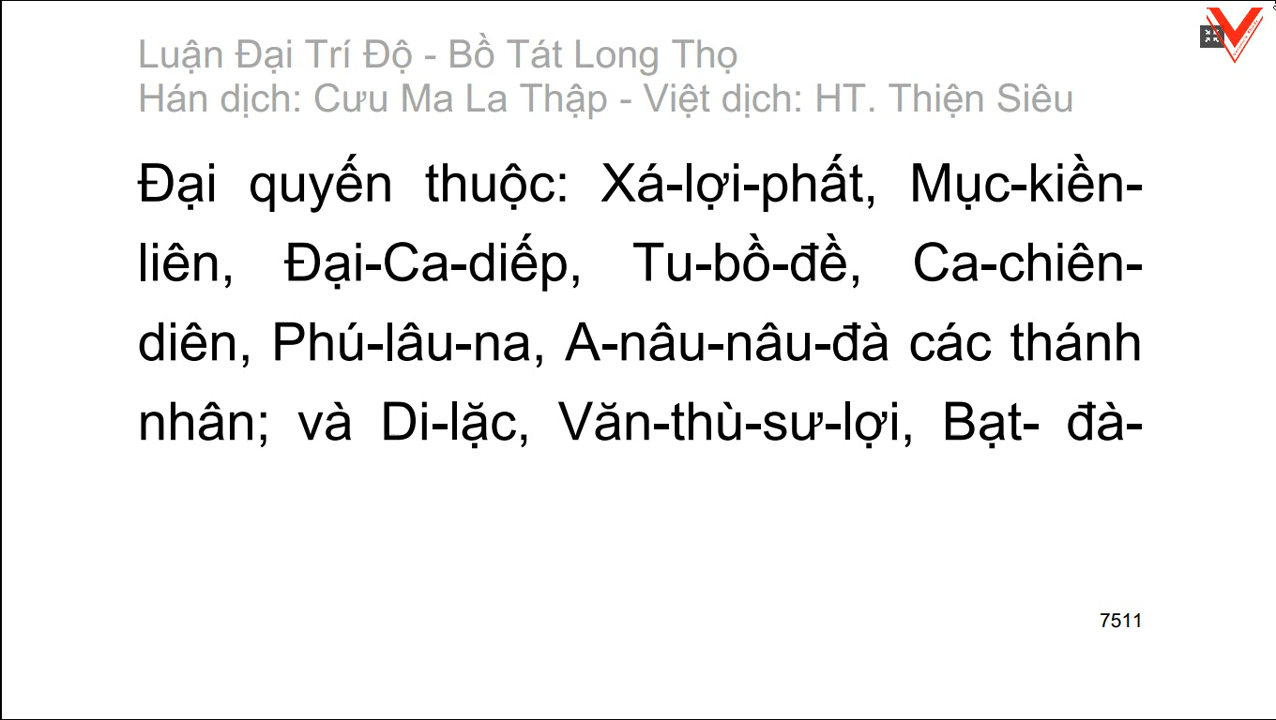 Luận Đại Trí Độ - Bồ Tát Long Thọ
Hán dịch: Cưu Ma La Thập - Việt dịch: HT. Thiện Siêu
Đại quyến thuộc: Xá-lợi-phất, Mục-kiền-
liên, Đại-Ca-diếp, Tu-bồ-đề, Ca-chiên-
diên, Phú-lâu-na, A-nâu-nâu-đà các thánh
nhân; và Di-lặc, Văn-thù-sư-lợi, Bạt- đà-
7511